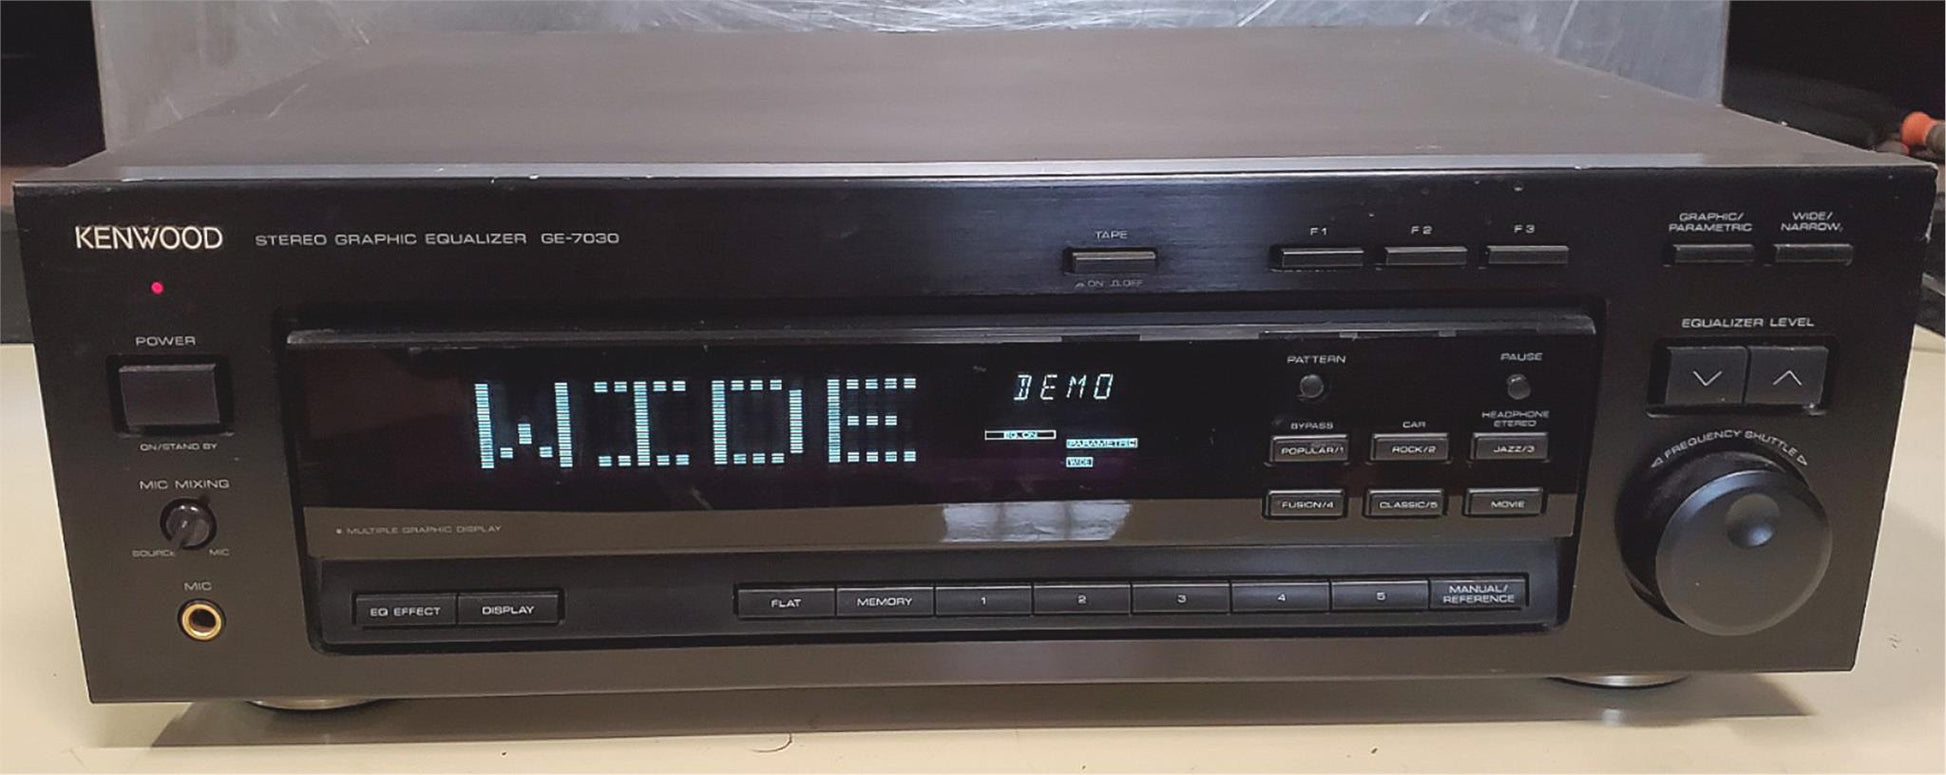 KENWOOD STEREO GRAPHIC EQUALIZER GE-7030
TAPE
ON OFF
F1 F2 F3
GRAPHIC/
PARAMETRIC
WIDE/
NARROW
POWER
ON/STAND BY
MIC MIXING
SOURCE MIC
MIC
WIDE
DEMO
EQ. ON
PARAMETRIC
WIDE
MULTIPLE GRAPHIC DISPLAY
PATTERN
PAUSE
BYPASS
CAR
HEADPHONE
STEREO
POPULAR/1 ROCK/2 JAZZ/3
FUSION/4 CLASSIC/5 MOVIE
EQUALIZER LEVEL
FREQUENCY SHUTTLE
EQ EFFECT DISPLAY
FLAT MEMORY 1 2 3 4 5 MANUAL/
REFERENCE